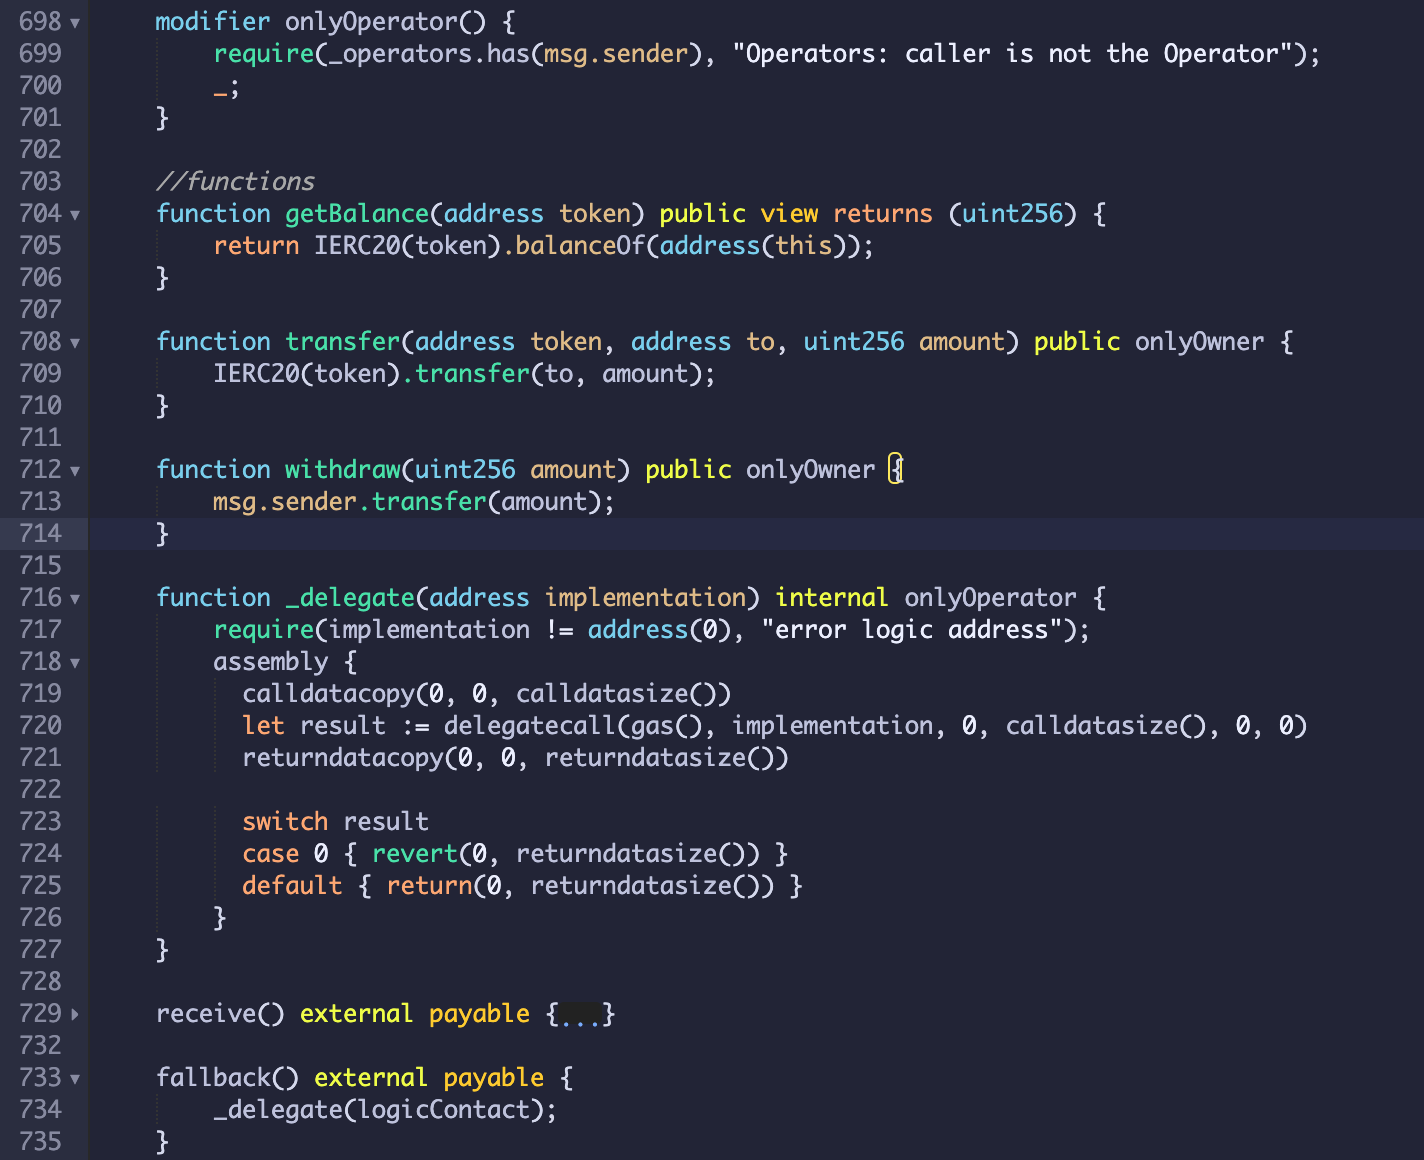 698 ▾ modifier onlyOperator() {
699 require(_operators.has(msg.sender), "Operators: caller is not the Operator");
700 _;
701 }
702
703 //functions
704 ▾ function getBalance(address token) public view returns (uint256) {
705 return IERC20(token).balanceOf(address(this));
706 }
707
708 ▾ function transfer(address token, address to, uint256 amount) public onlyOwner {
709 IERC20(token).transfer(to, amount);
710 }
711
712 ▾ function withdraw(uint256 amount) public onlyOwner {
713 msg.sender.transfer(amount);
714 }
715
716 ▾ function _delegate(address implementation) internal onlyOperator {
717 require(implementation != address(0), "error logic address");
718 ▾ assembly {
719 calldatacopy(0, 0, calldatasize())
720 let result := delegatecall(gas(), implementation, 0, calldatasize(), 0, 0)
721 returndatacopy(0, 0, returndatasize())
722
723 switch result
724 case 0 { revert(0, returndatasize()) }
725 default { return(0, returndatasize()) }
726 }
727 }
728
729 ▸ receive() external payable {...}
732
733 ▾ fallback() external payable {
734 _delegate(logicContact);
735 }